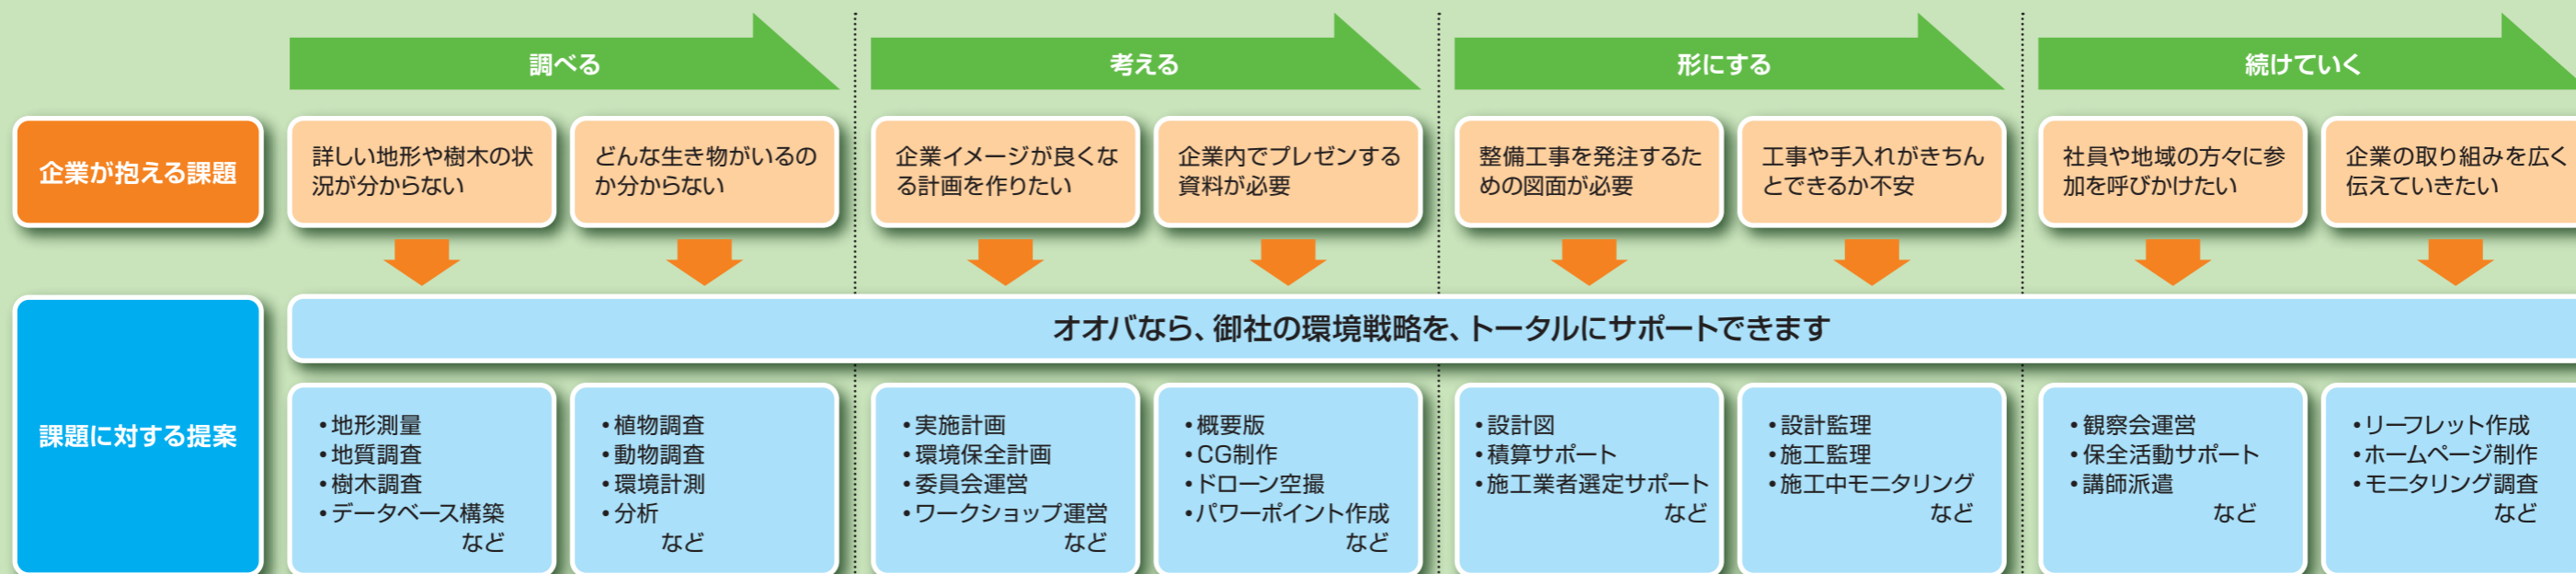 調べる
考える
形にする
続けていく
企業が抱える課題
詳しい地形や樹木の状
況が分からない
どんな生き物がいるの
か分からない
企業イメージが良くな
る計画を作りたい
企業内でプレゼンする
資料が必要
整備工事を発注するた
めの図面が必要
工事や手入れがきちん
とできるか不安
社員や地域の方々に参
加を呼びかけたい
企業の取り組みを広く
伝えていきたい
課題に対する提案
オオバなら、御社の環境戦略を、トータルにサポートできます
・地形測量
・地質調査
・樹木調査
・データベース構築
など
・植物調査
・動物調査
・環境計測
・分析
など
・実施計画
・環境保全計画
・委員会運営
・ワークショップ運営
など
・概要版
・CG制作
・ドローン空撮
・パワーポイント作成
など
・設計図
・積算サポート
・施工業者選定サポート
など
・設計監理
・施工監理
・施工中モニタリング
など
・観察会運営
・保全活動サポート
・講師派遣
など
・リーフレット作成
・ホームページ制作
・モニタリング調査
など